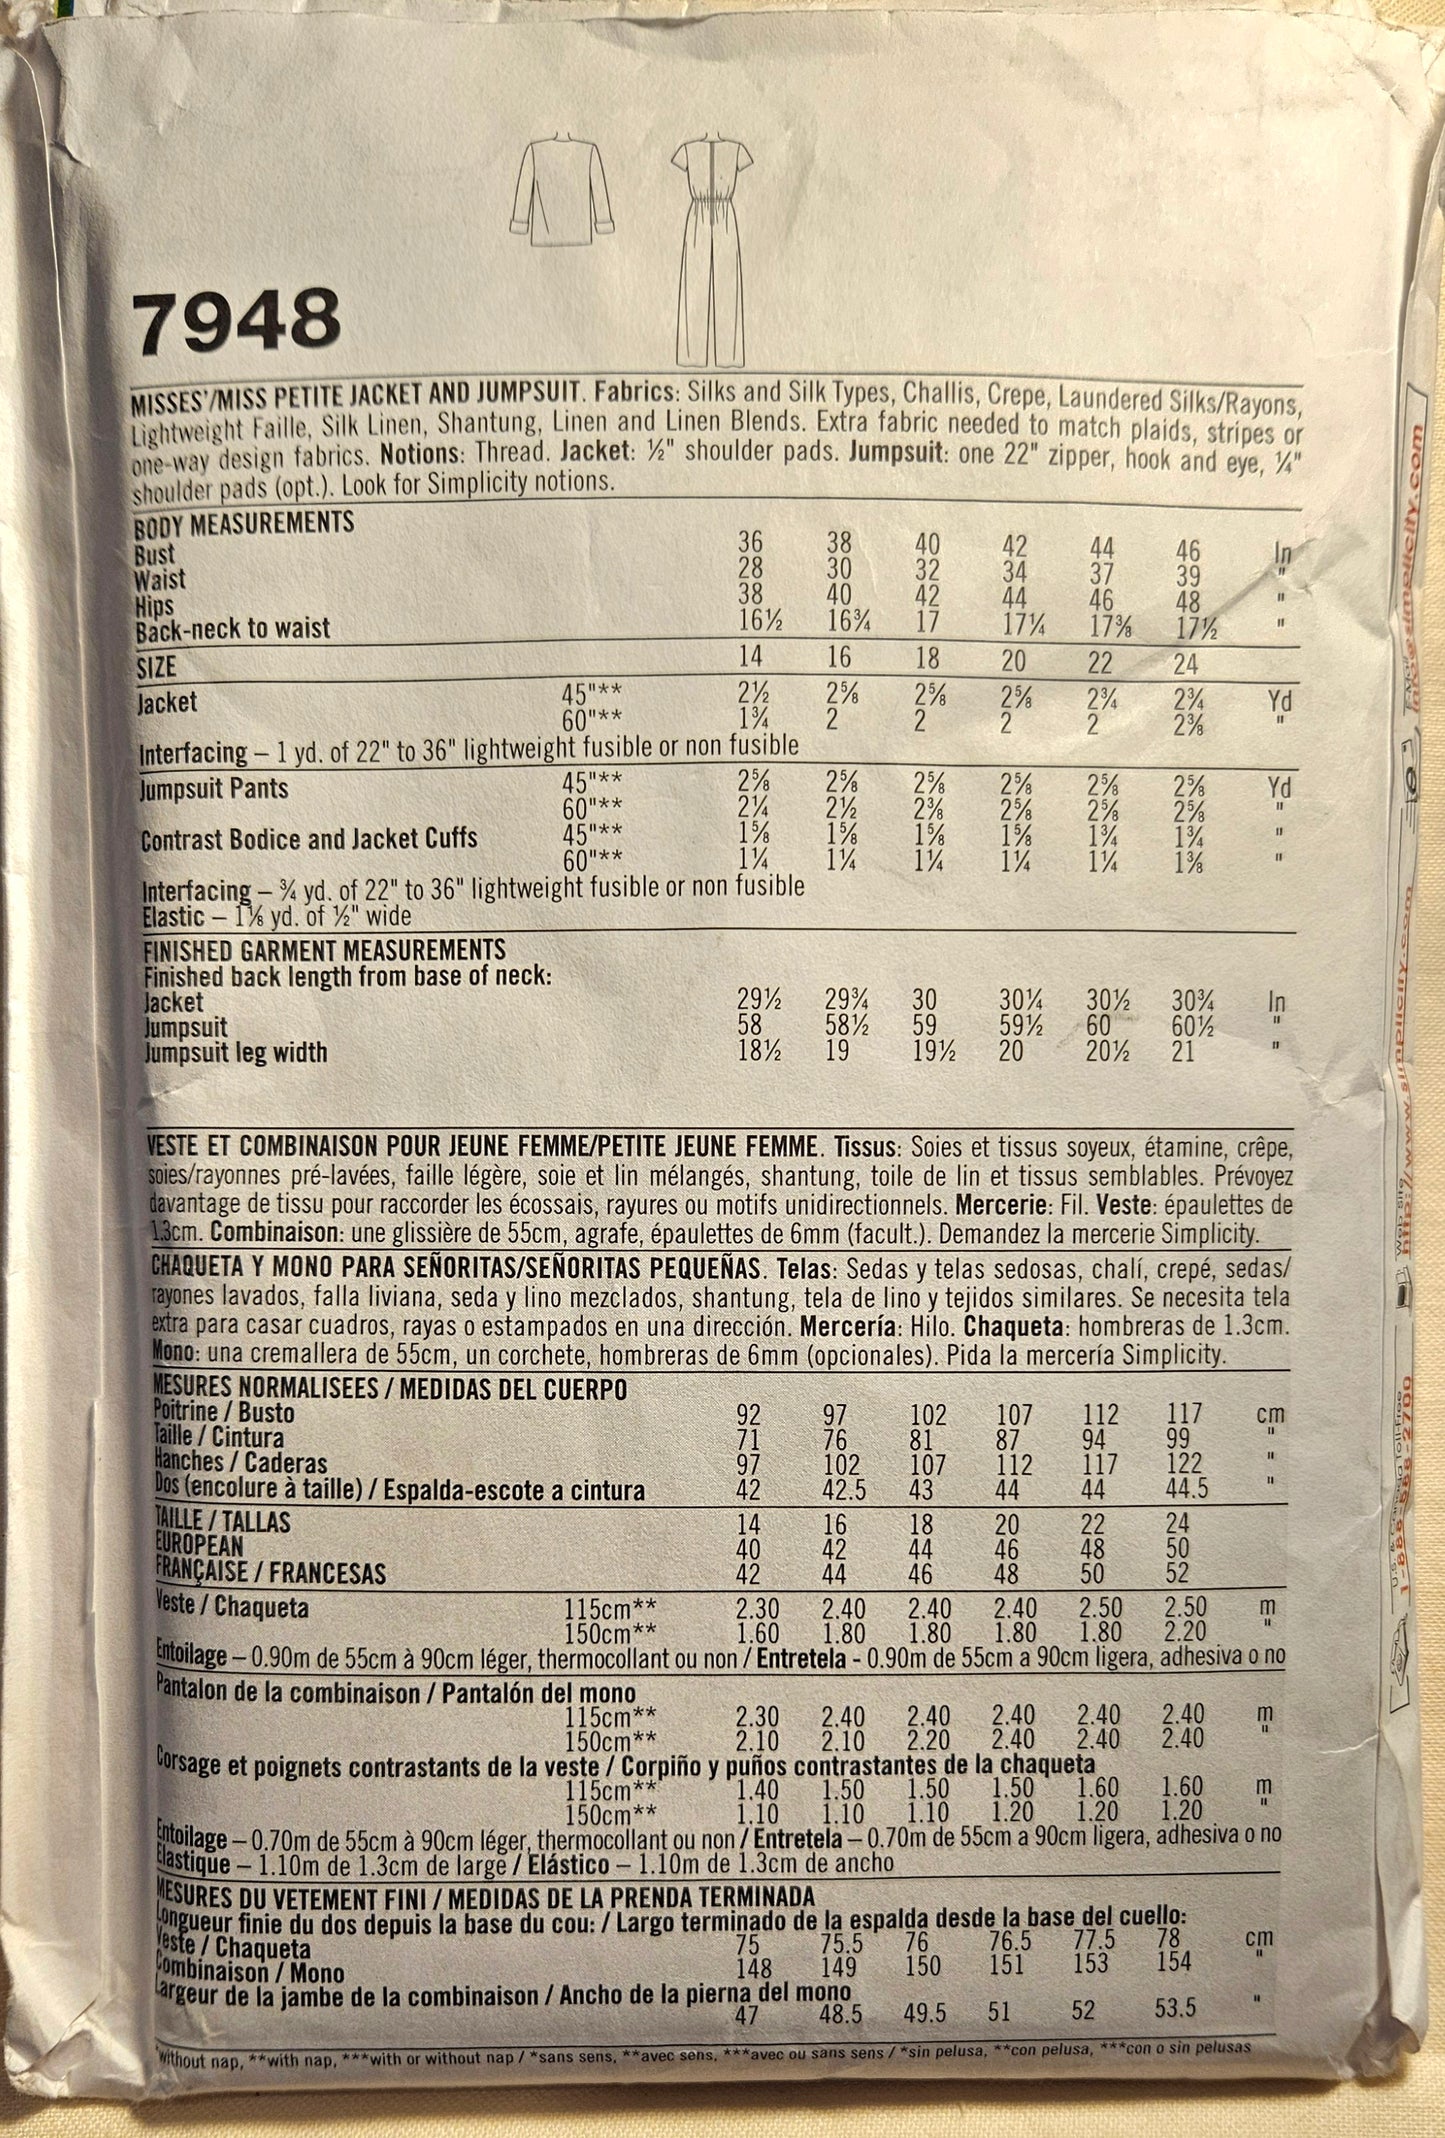 7948
MISSES'/MISS PETITE JACKET AND JUMPSUIT. Fabrics: Silks and Silk Types, Challis, Crepe, Laundered Silks/Rayons,
Lightweight Faille, Silk Linen, Shantung, Linen and Linen Blends. Extra fabric needed to match plaids, stripes or
one-way design fabrics. Notions: Thread. Jacket: ½" shoulder pads. Jumpsuit: one 22" zipper, hook and eye, ¼"
shoulder pads (opt.). Look for Simplicity notions.
BODY MEASUREMENTS
Bust 36 38 40 42 44 46 In
Waist 28 30 32 34 37 39 "
Hips 38 40 42 44 46 48 "
Back-neck to waist 16½ 16¾ 17 17¼ 17⅜ 17½ "
SIZE 14 16 18 20 22 24
Jacket 45"** 2½ 2⅝ 2⅝ 2⅝ 2¾ 2¾ Yd
60"** 1¾ 2 2 2 2 2⅜ "
Interfacing – 1 yd. of 22" to 36" lightweight fusible or non fusible
Jumpsuit Pants 45"** 2⅝ 2⅝ 2⅝ 2⅝ 2⅝ 2⅝ Yd
60"** 2¼ 2½ 2⅜ 2⅝ 2⅝ 2⅝ "
Contrast Bodice and Jacket Cuffs 45"** 1⅝ 1⅝ 1⅝ 1⅝ 1¾ 1¾ "
60"** 1¼ 1¼ 1¼ 1¼ 1¼ 1⅜ "
Interfacing – ¾ yd. of 22" to 36" lightweight fusible or non fusible
Elastic – 1⅛ yd. of ½" wide
FINISHED GARMENT MEASUREMENTS
Finished back length from base of neck:
Jacket 29½ 29¾ 30 30¼ 30½ 30¾ In
Jumpsuit 58 58½ 59 59½ 60 60½ "
Jumpsuit leg width 18½ 19 19½ 20 20½ 21 "
VESTE ET COMBINAISON POUR JEUNE FEMME/PETITE JEUNE FEMME. Tissus: Soies et tissus soyeux, étamine, crêpe,
soies/rayonnes pré-lavées, faille légère, soie et lin mélangés, shantung, toile de lin et tissus semblables. Prévoyez
davantage de tissu pour raccorder les écossais, rayures ou motifs unidirectionnels. Mercerie: Fil. Veste: épaulettes de
1.3cm. Combinaison: une glissière de 55cm, agrafe, épaulettes de 6mm (facult.). Demandez la mercerie Simplicity.
CHAQUETA Y MONO PARA SEÑORITAS/SEÑORITAS PEQUEÑAS. Telas: Sedas y telas sedosas, chalí, crepé, sedas/
rayones lavados, falla liviana, seda y lino mezclados, shantung, tela de lino y tejidos similares. Se necesita tela
extra para casar cuadros, rayas o estampados en una dirección. Mercería: Hilo. Chaqueta: hombreras de 1.3cm.
Mono: una cremallera de 55cm, un corchete, hombreras de 6mm (opcionales). Pida la mercería Simplicity.
MESURES NORMALISEES / MEDIDAS DEL CUERPO
Poitrine / Busto 92 97 102 107 112 117 cm
Taille / Cintura 71 76 81 87 94 99 "
Hanches / Caderas 97 102 107 112 117 122 "
Dos (encolure à taille) / Espalda-escote a cintura 42 42.5 43 44 44 44.5 "
TAILLE / TALLAS 14 16 18 20 22 24
EUROPEAN 40 42 44 46 48 50
FRANÇAISE / FRANCESAS 42 44 46 48 50 52
Veste / Chaqueta 115cm** 2.30 2.40 2.40 2.40 2.50 2.50 m
150cm** 1.60 1.80 1.80 1.80 1.80 2.20 "
Entoilage – 0.90m de 55cm à 90cm léger, thermocollant ou non / Entretela - 0.90m de 55cm a 90cm ligera, adhesiva o no
Pantalon de la combinaison / Pantalón del mono
115cm** 2.30 2.40 2.40 2.40 2.40 2.40 m
150cm** 2.10 2.10 2.20 2.40 2.40 2.40 "
Corsage et poignets contrastants de la veste / Corpiño y puños contrastantes de la chaqueta
115cm** 1.40 1.50 1.50 1.50 1.60 1.60 m
150cm** 1.10 1.10 1.10 1.20 1.20 1.20 "
Entoilage – 0.70m de 55cm à 90cm léger, thermocollant ou non / Entretela – 0.70m de 55cm a 90cm ligera, adhesiva o no
Elastique – 1.10m de 1.3cm de large / Elástico – 1.10m de 1.3cm de ancho
MESURES DU VETEMENT FINI / MEDIDAS DE LA PRENDA TERMINADA
Longueur finie du dos depuis la base du cou: / Largo terminado de la espalda desde la base del cuello:
Veste / Chaqueta 75 75.5 76 76.5 77.5 78 cm
Combinaison / Mono 148 149 150 151 153 154 "
Largeur de la jambe de la combinaison / Ancho de la pierna del mono
47 48.5 49.5 51 52 53.5 "
*without nap, **with nap, ***with or without nap / *sans sens, **avec sens, ***avec ou sans sens / *sin pelusa, **con pelusa, ***con o sin pelusas
U.S. & Canada Toll-Free
1-888-588-2700
Web Site
http://www.simplicity.com
E-Mail
info@simplicity.com